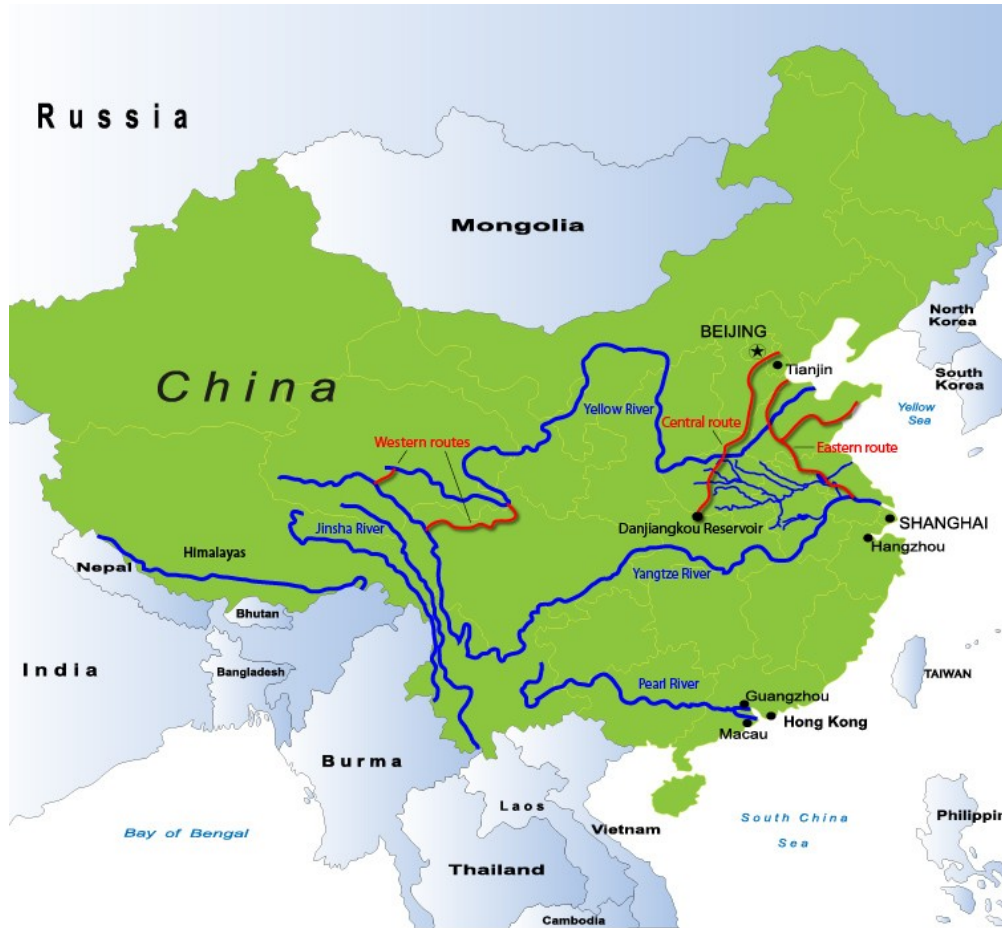 Russia
Mongolia
North
Korea
BEIJING
Tianjin
South
Korea
China
Yellow River
Yellow
Sea
Central route
Western routes
Eastern route
Jinsha River
Danjiangkou Reservoir
SHANGHAI
Hangzhou
Himalayas
Nepal
Yangtze River
Bhutan
India
Bangladesh
TAIWAN
Pearl River
Guangzhou
Hong Kong
Macau
Burma
Laos
Vietnam
South China
Sea
Philippin
Bay of Bengal
Thailand
Cambodia